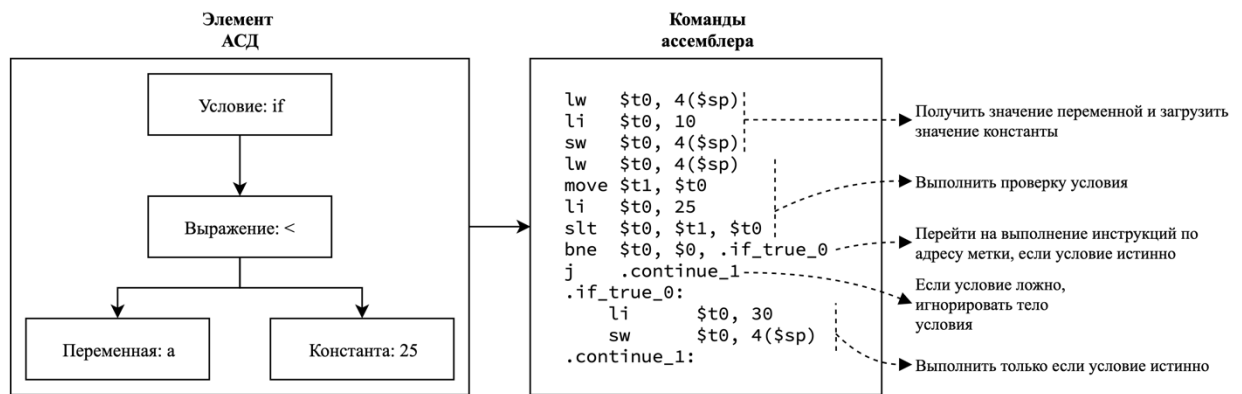 Элемент
АСД
Условие: if
Выражение: <
Переменная: a
Константа: 25
Команды
ассемблера
lw $t0, 4($sp)
li $t0, 10
sw $t0, 4($sp)
lw $t0, 4($sp)
move $t1, $t0
li $t0, 25
slt $t0, $t1, $t0
bne $t0, $0, .if_true_0
j .continue_1
.if_true_0:
li $t0, 30
sw $t0, 4($sp)
.continue_1:
Получить значение переменной и загрузить
значение константы
Выполнить проверку условия
Перейти на выполнение инструкций по
адресу метки, если условие истинно
Если условие ложно,
игнорировать тело
условия
Выполнить только если условие истинно